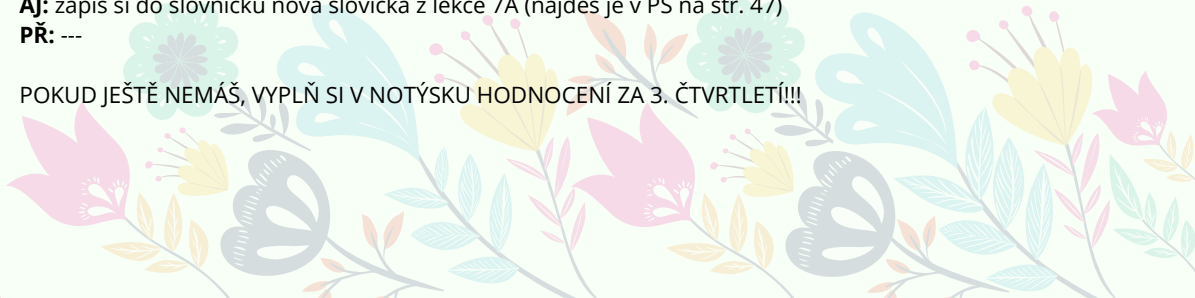 AJ: zapiš si do slovníčku nová slovíčka z lekce 7A (najdeš je v PS na str. 47)
PŘ: ---
POKUD JEŠTĚ NEMÁŠ, VYPLŇ SI V NOTÝSKU HODNOCENÍ ZA 3. ČTVRTLETÍ!!!